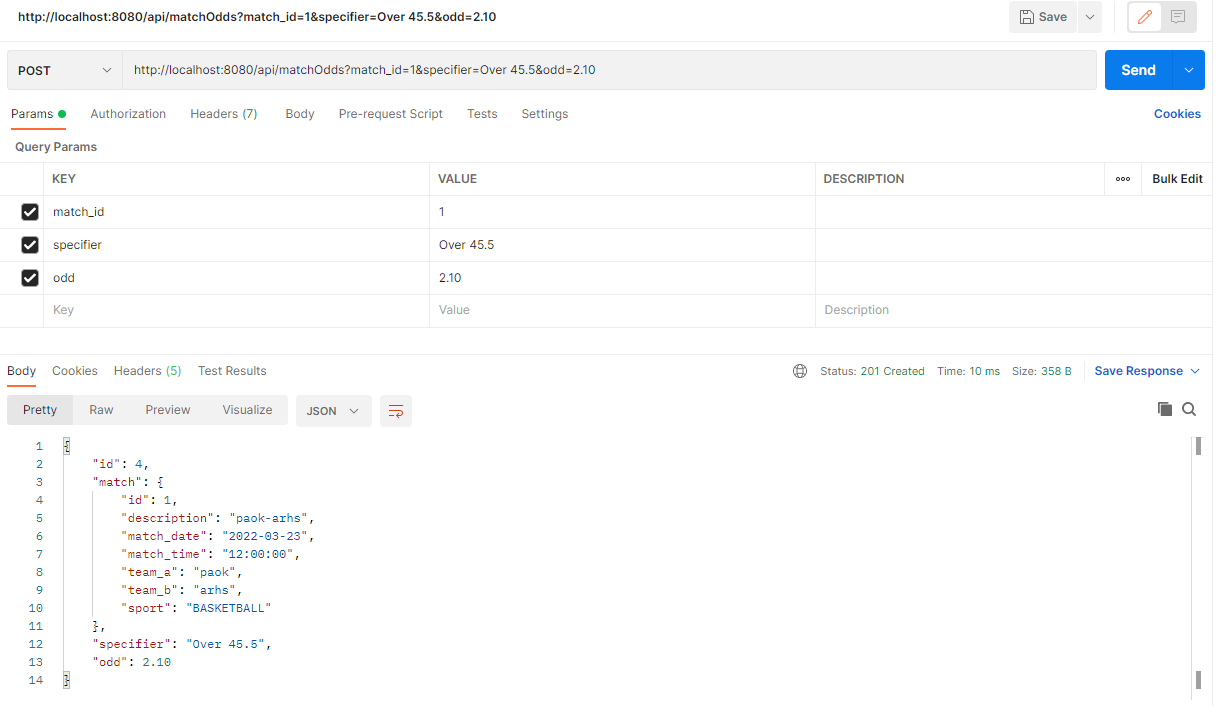 http://localhost:8080/api/matchOdds?match_id=1&specifier=Over 45.5&odd=2.10 Save
POST http://localhost:8080/api/matchOdds?match_id=1&specifier=Over 45.5&odd=2.10 Send
Params Authorization Headers (7) Body Pre-request Script Tests Settings Cookies
Query Params
KEY VALUE DESCRIPTION ooo Bulk Edit
match_id 1
specifier Over 45.5
odd 2.10
Key Value Description
Body Cookies Headers (5) Test Results Status: 201 Created Time: 10 ms Size: 358 B Save Response
Pretty Raw Preview Visualize JSON
1 {
2 "id": 4,
3 "match": {
4 "id": 1,
5 "description": "paok-arhs",
6 "match_date": "2022-03-23",
7 "match_time": "12:00:00",
8 "team_a": "paok",
9 "team_b": "arhs",
10 "sport": "BASKETBALL"
11 },
12 "specifier": "Over 45.5",
13 "odd": 2.10
14 }